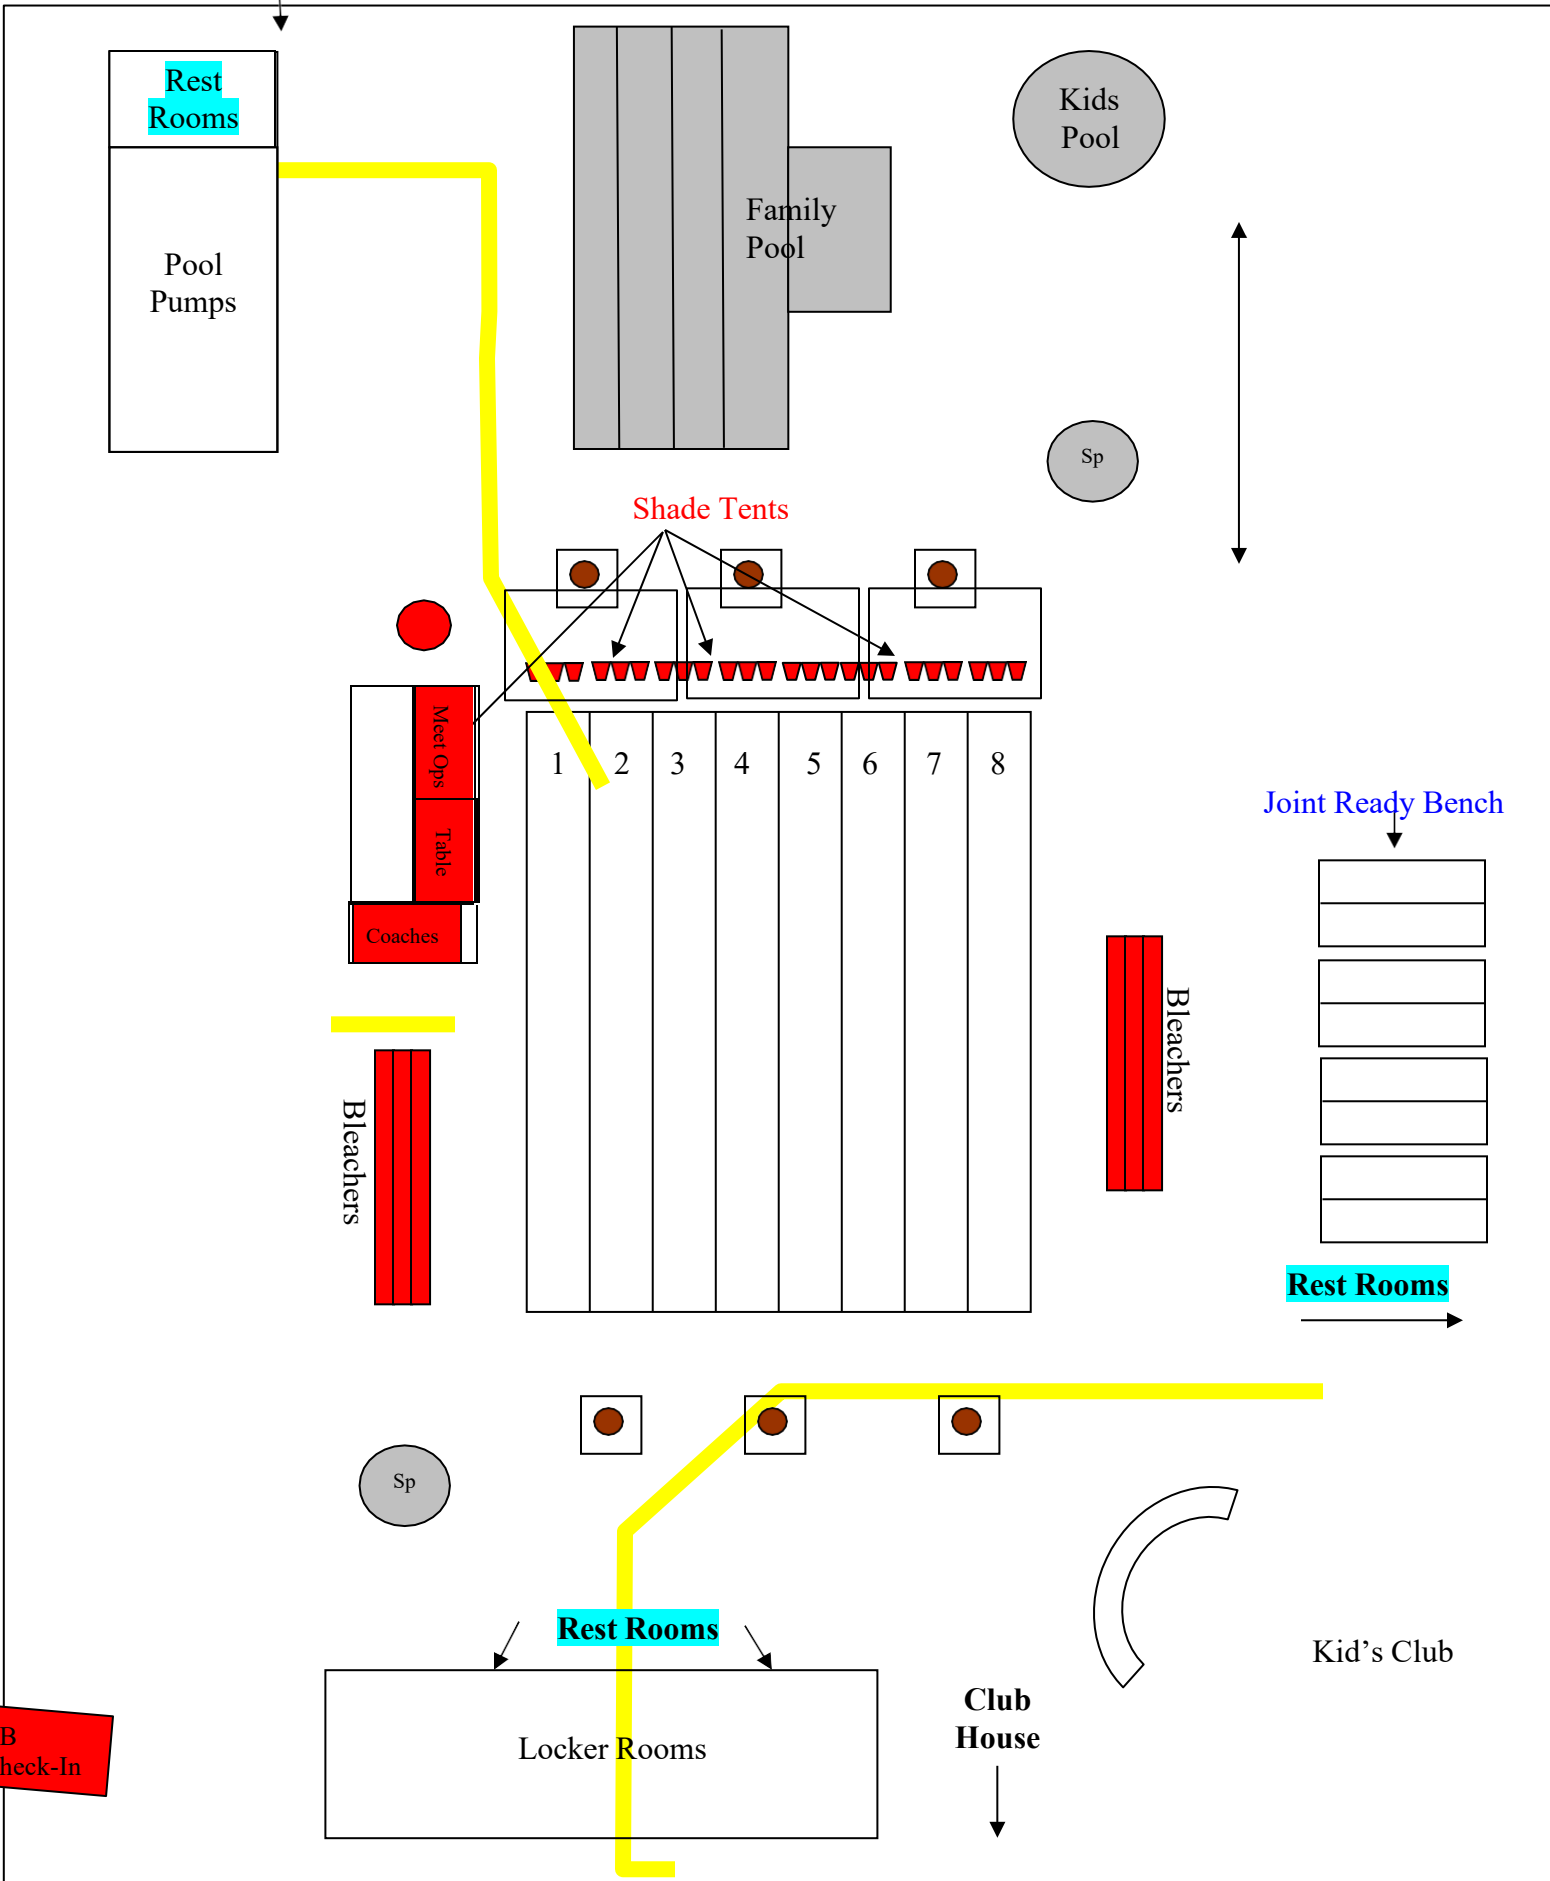 Rest
Rooms
Kids
Pool
Family
Pool
Pool
Pumps
Sp
Shade Tents
Meet Ops
Table
1 2 3 4 5 6 7 8
Joint Ready Bench
Coaches
Bleachers
Bleachers
Rest Rooms
Sp
Rest Rooms
Kid's Club
Club
House
Locker Rooms
B
heck-In